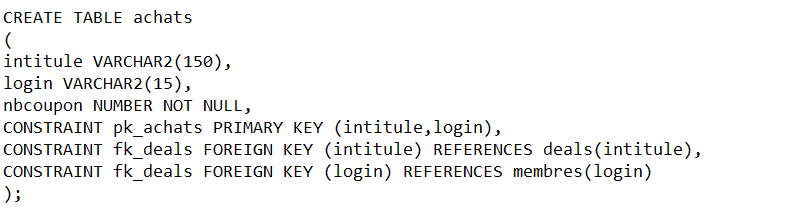 CREATE TABLE achats
(
intitule VARCHAR2(150),
login VARCHAR2(15),
nbcoupon NUMBER NOT NULL,
CONSTRAINT pk_achats PRIMARY KEY (intitule,login),
CONSTRAINT fk_deals FOREIGN KEY (intitule) REFERENCES deals(intitule),
CONSTRAINT fk_deals FOREIGN KEY (login) REFERENCES membres(login)
);